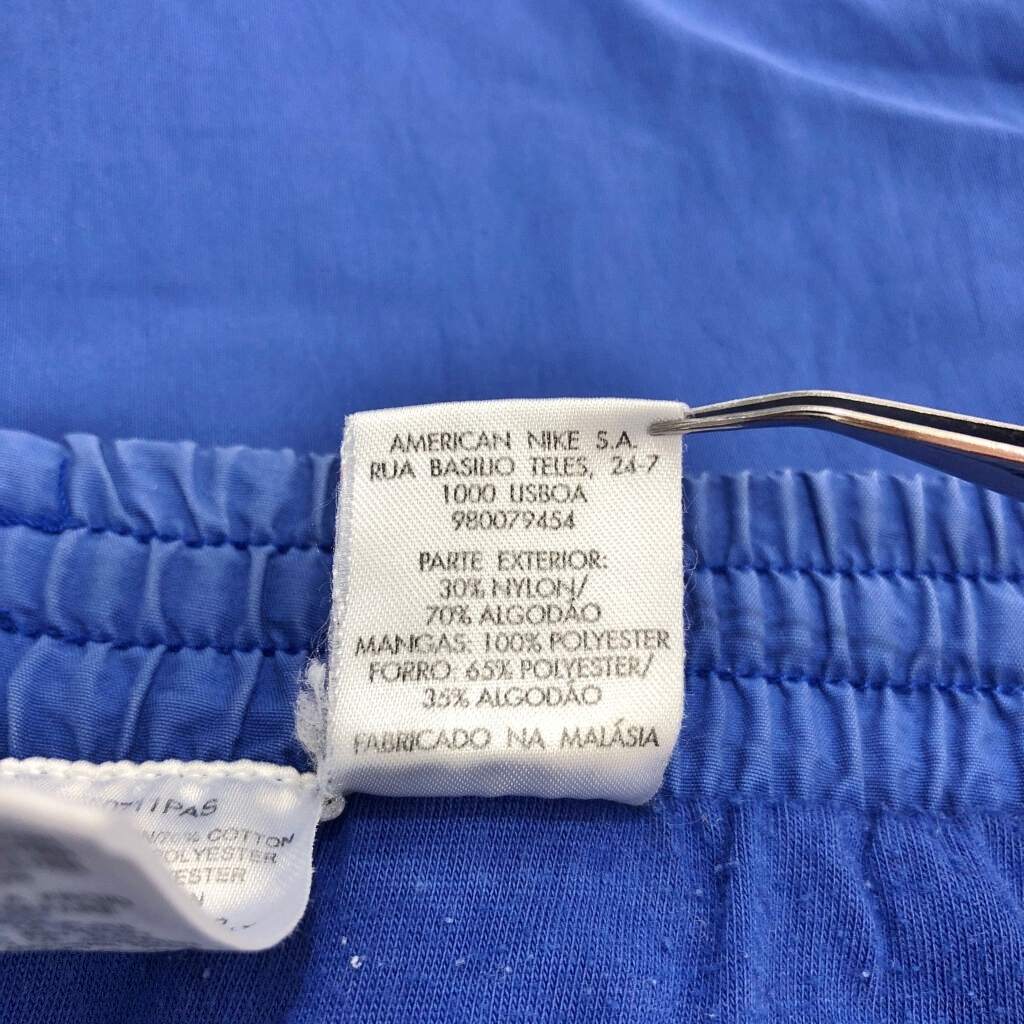 AMERICAN NIKE S.A.
RUA BASILIO TELES, 24-7
1000 LISBOA
980079454
PARTE EXTERIOR:
30% NYLON/
70% ALGODÃO
MANGAS: 100% POLYESTER
FORRO: 65% POLYESTER/
35% ALGODÃO
FABRICADO NA MALÁSIA
COTTON